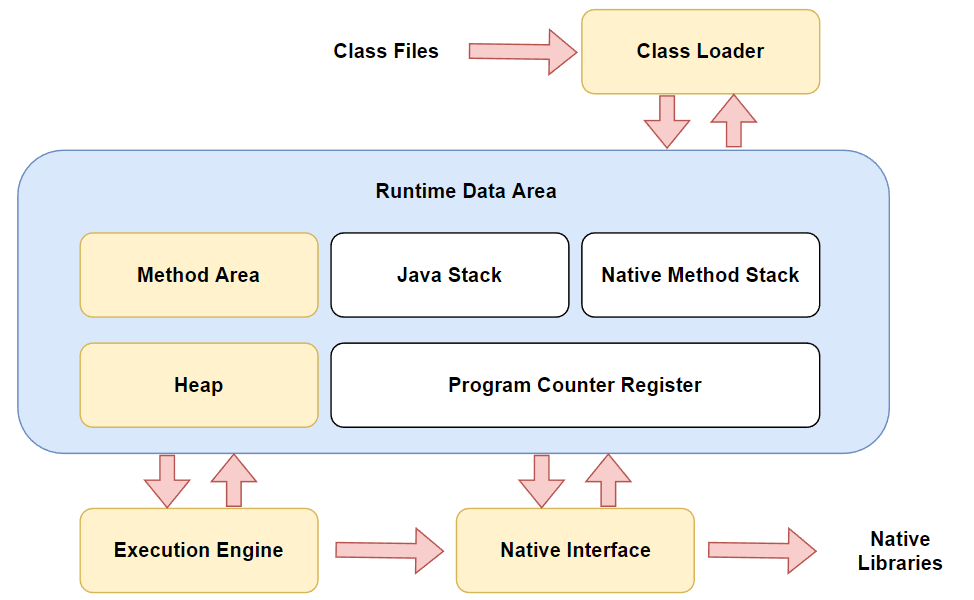 Class Files
Class Loader
Runtime Data Area
Method Area
Java Stack
Native Method Stack
Heap
Program Counter Register
Execution Engine
Native Interface
Native
Libraries